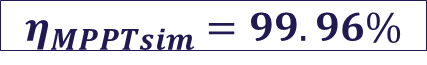 η_MPPTsim = 99.96%